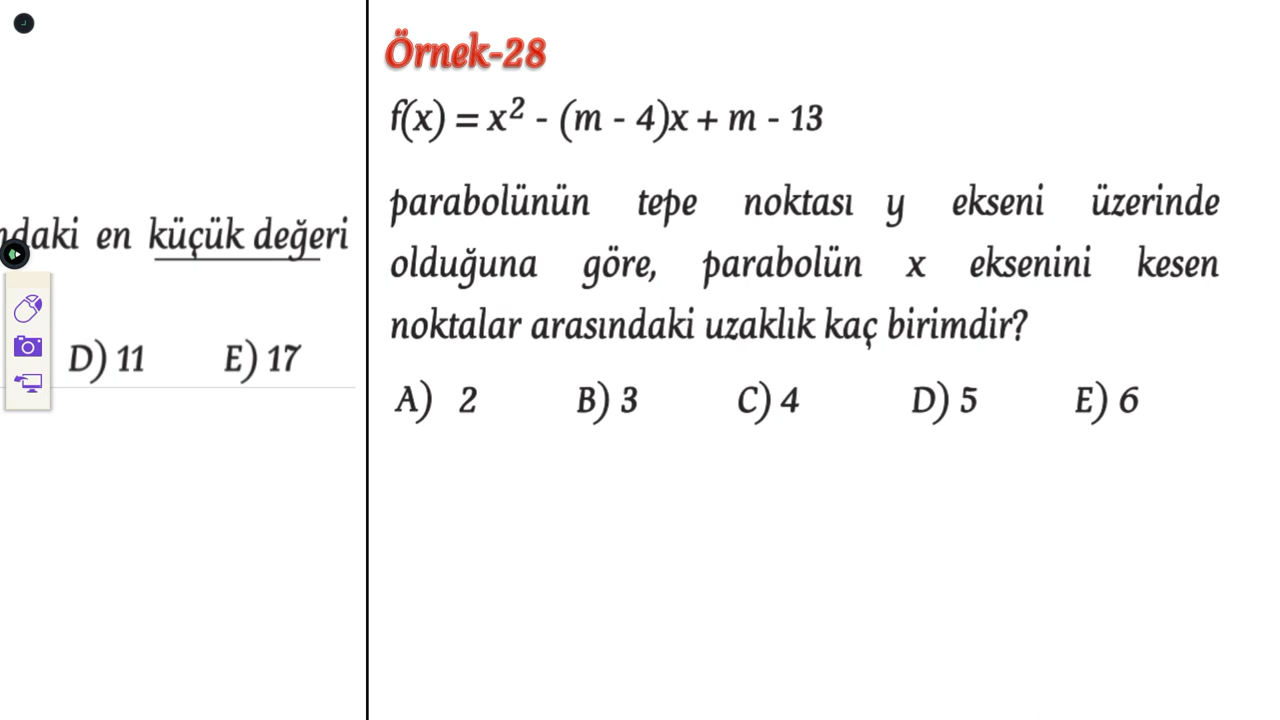 Örnek-28
f(x) = x² - (m - 4)x + m - 13
parabolünün tepe noktası y ekseni üzerinde
olduğuna göre, parabolün x eksenini kesen
noktalar arasındaki uzaklık kaç birimdir?
A) 2 B) 3 C) 4 D) 5 E) 6
en küçük değeri
D) 11 E) 17